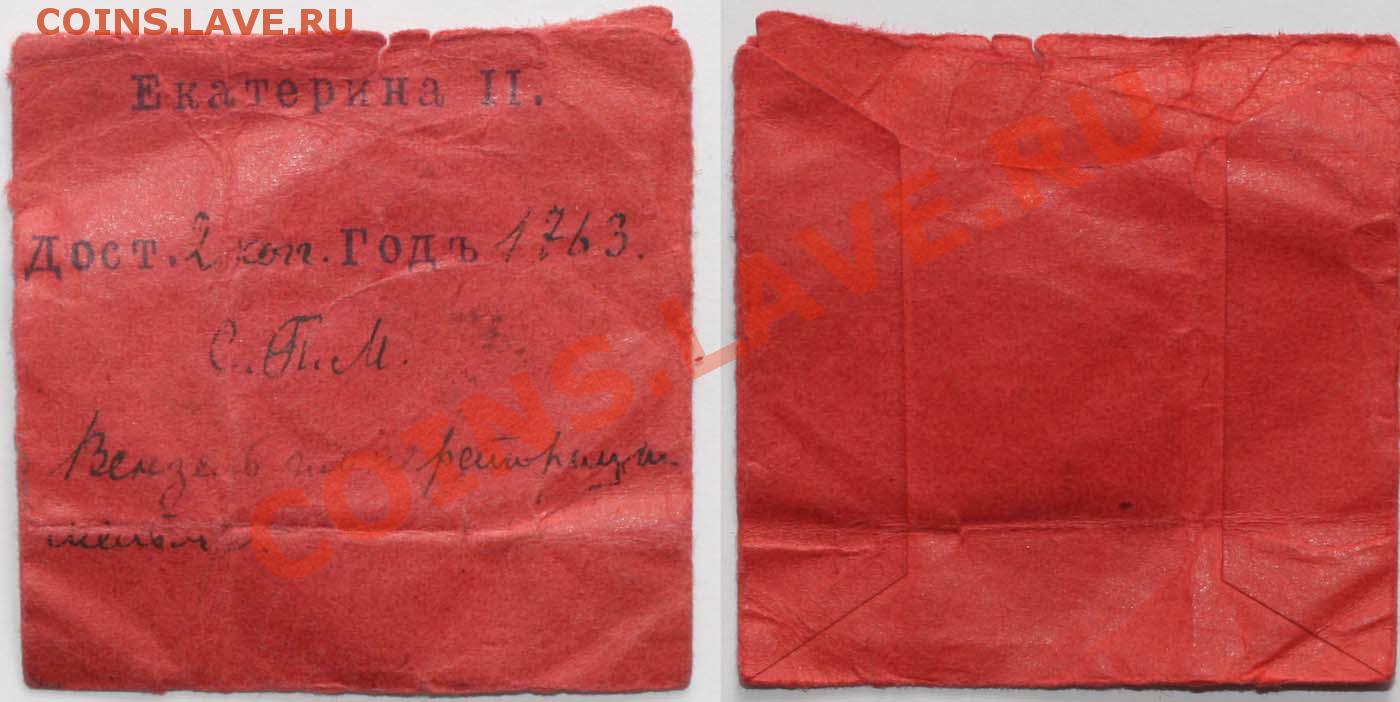 COINS.LAVE.RU
Екатерина II.
Дост. 2 коп. Годъ 1763.
С.П.М.
Вензель
COINS.LAVE.RU